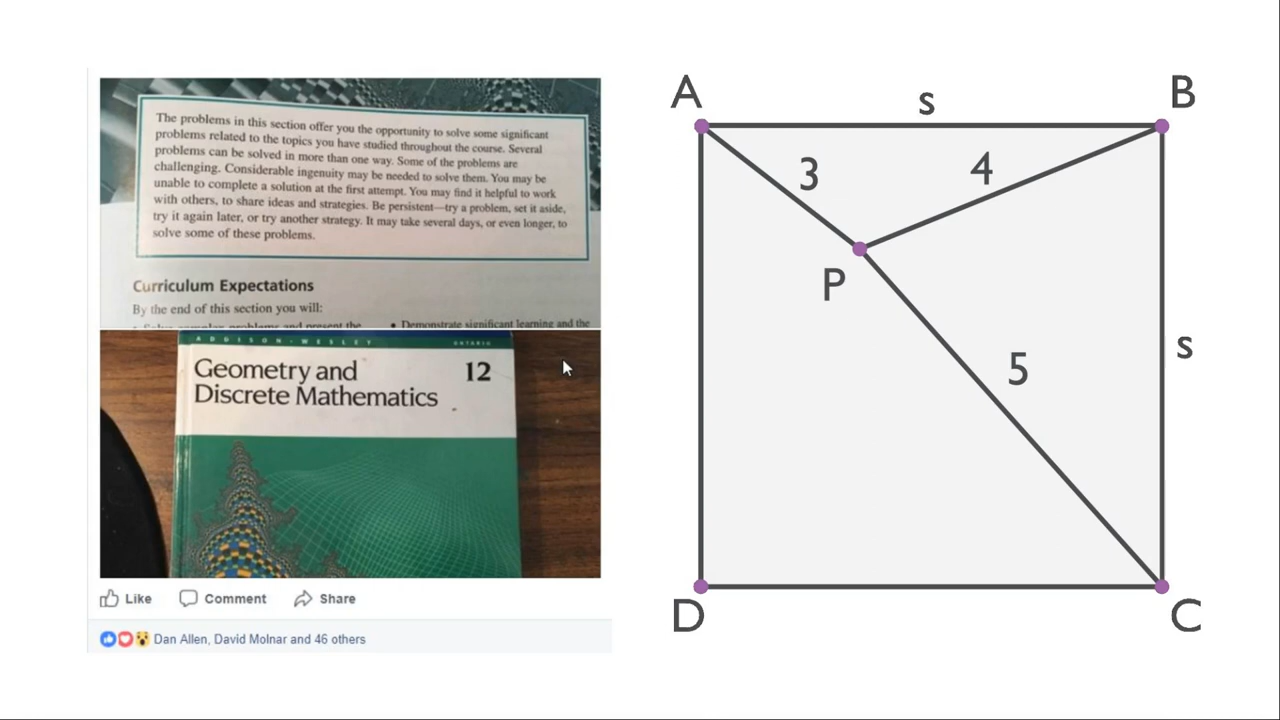 The problems in this section offer you the opportunity to solve some significant
problems related to the topics you have studied throughout the course. Several
problems can be solved in more than one way. Some of the problems are
challenging. Considerable ingenuity may be needed to solve them. You may be
unable to complete a solution at the first attempt. You may find it helpful to work
with others, to share ideas and strategies. Be persistent—try a problem, set it aside,
try it again later, or try another strategy. It may take several days, or even longer, to
solve some of these problems.
Curriculum Expectations
By the end of this section you will:
• Solve complex problems and present the
• Demonstrate significant learning and the
ADDISON·WESLEY
ONTARIO
Geometry and
Discrete Mathematics
12
Like Comment Share
Dan Allen, David Molnar and 46 others
A
s
B
3
4
P
s
5
D
C